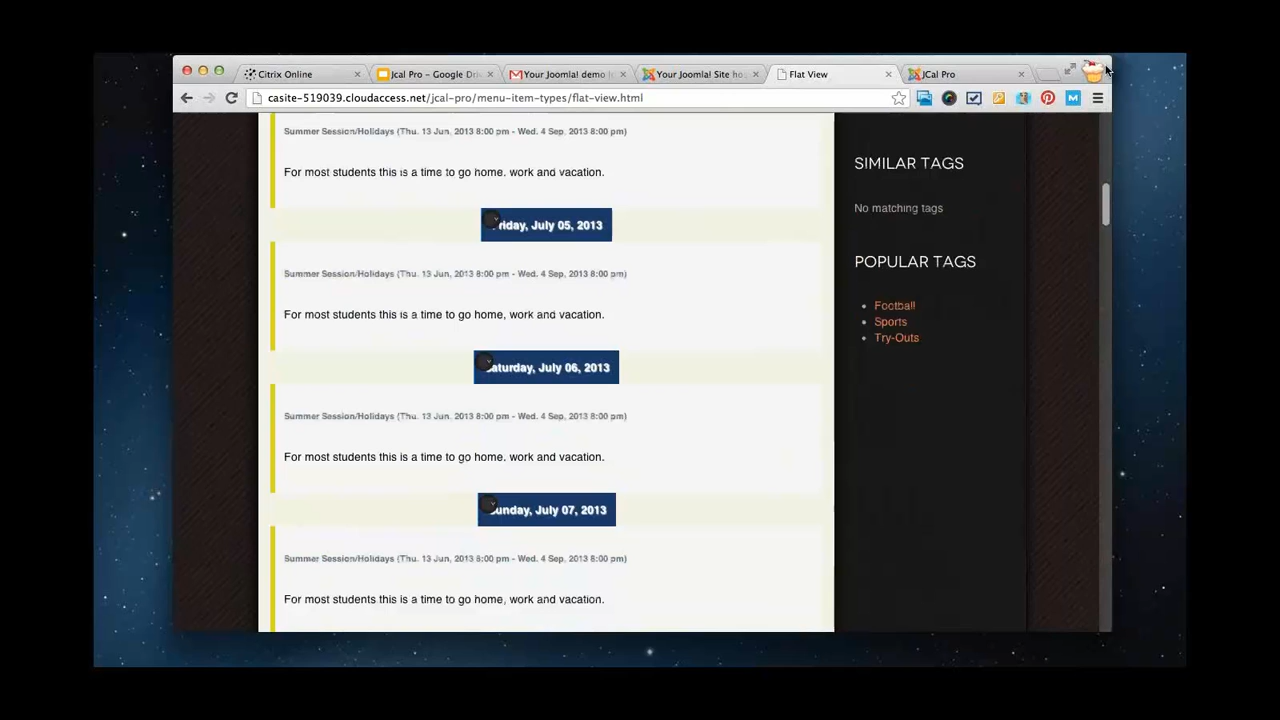 Citrix Online
Jcal Pro - Google Dri
Your Joomla! demo
Your Joomla! Site ho
Flat View
JCal Pro
casite-519039.cloudaccess.net/jcal-pro/menu-item-types/flat-view.html
Summer Session/Holidays (Thu. 13 Jun, 2013 8:00 pm - Wed. 4 Sep, 2013 8:00 pm)
For most students this is a time to go home, work and vacation.
riday, July 05, 2013
Summer Session/Holidays (Thu. 13 Jun, 2013 8:00 pm - Wed. 4 Sep, 2013 8:00 pm)
For most students this is a time to go home, work and vacation.
aturday, July 06, 2013
Summer Session/Holidays (Thu. 13 Jun, 2013 8:00 pm - Wed. 4 Sep, 2013 8:00 pm)
For most students this is a time to go home, work and vacation.
unday, July 07, 2013
Summer Session/Holidays (Thu. 13 Jun, 2013 8:00 pm - Wed. 4 Sep, 2013 8:00 pm)
For most students this is a time to go home, work and vacation.
SIMILAR TAGS
No matching tags
POPULAR TAGS
Football
Sports
Try-Outs